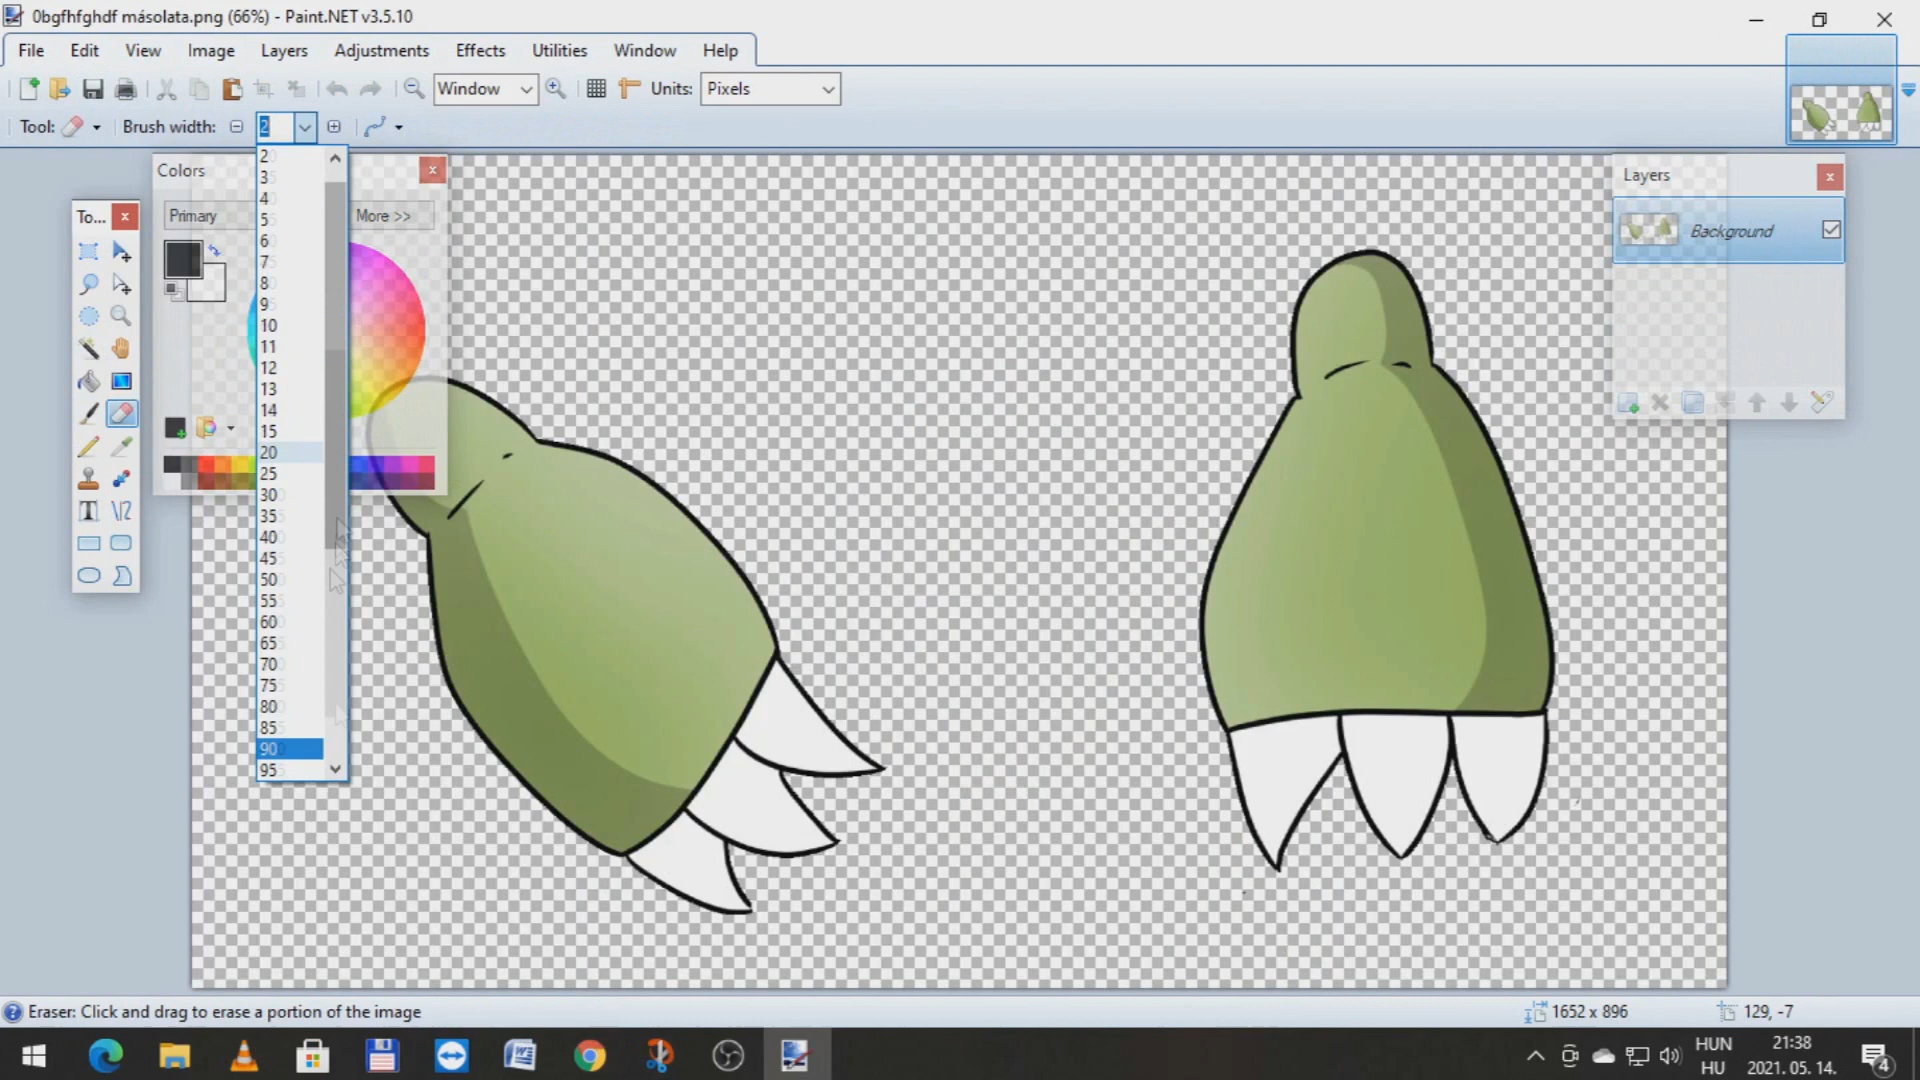 0bgfhfghdf másolata.png (66%) - Paint.NET v3.5.10
File Edit View Image Layers Adjustments Effects Utilities Window Help
Window Units: Pixels
Tool: Brush width: 2
Colors
Primary More >>
To...
2
3
4
5
6
7
8
9
10
11
12
13
14
15
20
25
30
35
40
45
50
55
60
65
70
75
80
85
90
95
Layers
Background
Eraser: Click and drag to erase a portion of the image
1652 x 896
129, -7
HUN
HU
21:38
2021. 05. 14.
4